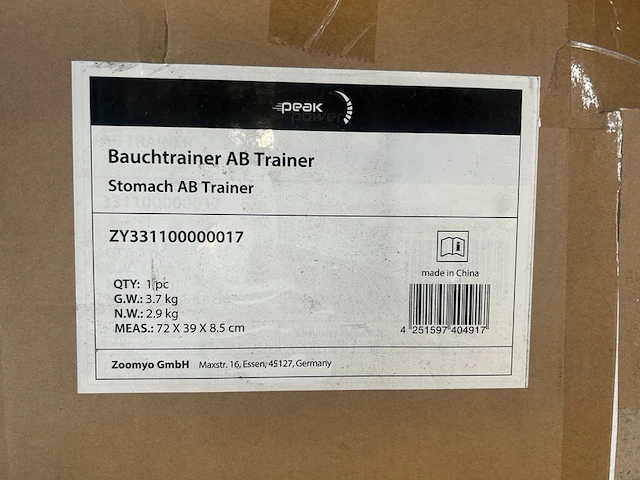 peak
power
Bauchtrainer AB Trainer
Stomach AB Trainer
ZY331100000017
made in China
QTY: 1 pc
G.W.: 3.7 kg
N.W.: 2.9 kg
MEAS.: 72 X 39 X 8.5 cm
4 251597 404917
Zoomyo GmbH Maxstr. 16, Essen, 45127, Germany